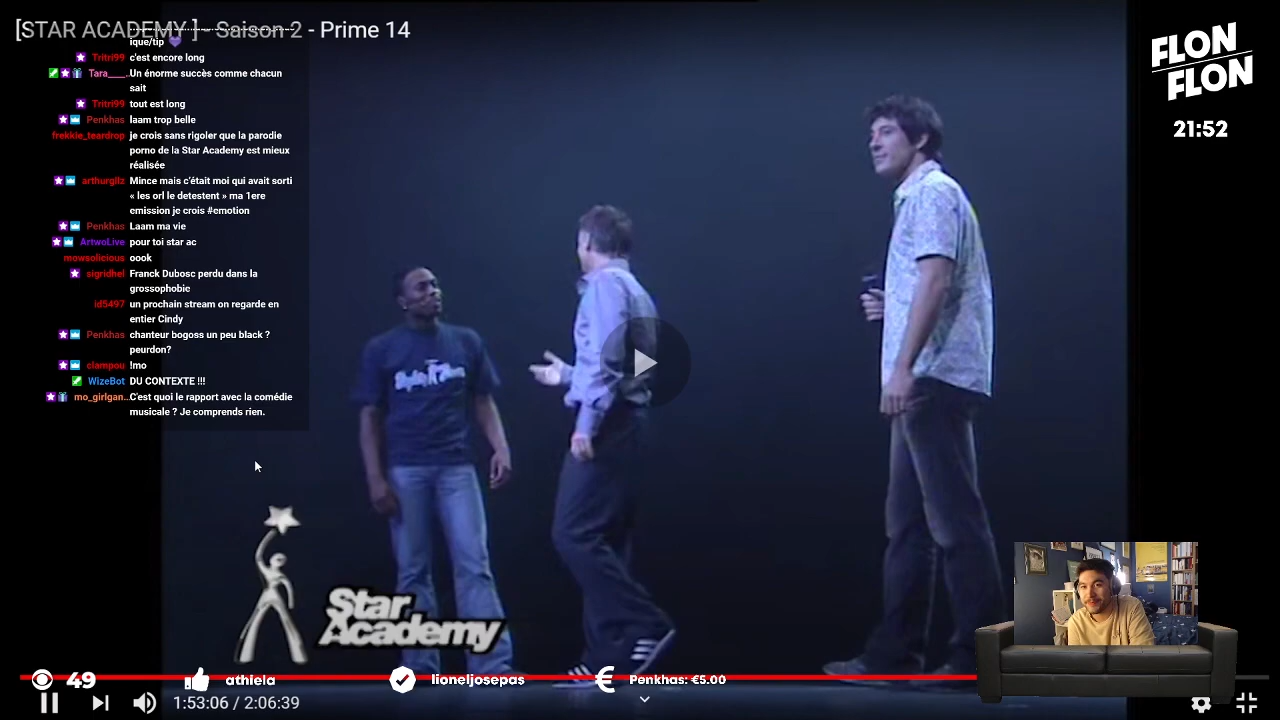 [STAR ACADEMY ] - Saison 2 - Prime 14
ique/tip
Tritri99 c'est encore long
Tara____.. Un énorme succès comme chacun
sait
Tritri99 tout est long
Penkhas laam trop belle
frekkle_teardrop je crois sans rigoler que la parodie
porno de la Star Academy est mieux
réalisée
arthurgllz Mince mais c'était moi qui avait sorti
« les orl le detestent » ma 1ere
emission je crois #emotion
Penkhas Laam ma vie
ArtwoLive pour toi star ac
mowsolicious oook
sigridhel Franck Dubosc perdu dans la
grossophobie
id5497 un prochain stream on regarde en
entier Cindy
Penkhas chanteur bogoss un peu black ?
peurdon?
clampou !mo
WizeBot DU CONTEXTE !!!
mo_girlgan.. C'est quoi le rapport avec la comédie
musicale ? Je comprends rien.
FLON
FLON
21:52
Star
Academy
49 athlela lioneljosepas € Penkhas: €5.00
1:53:06 / 2:06:39